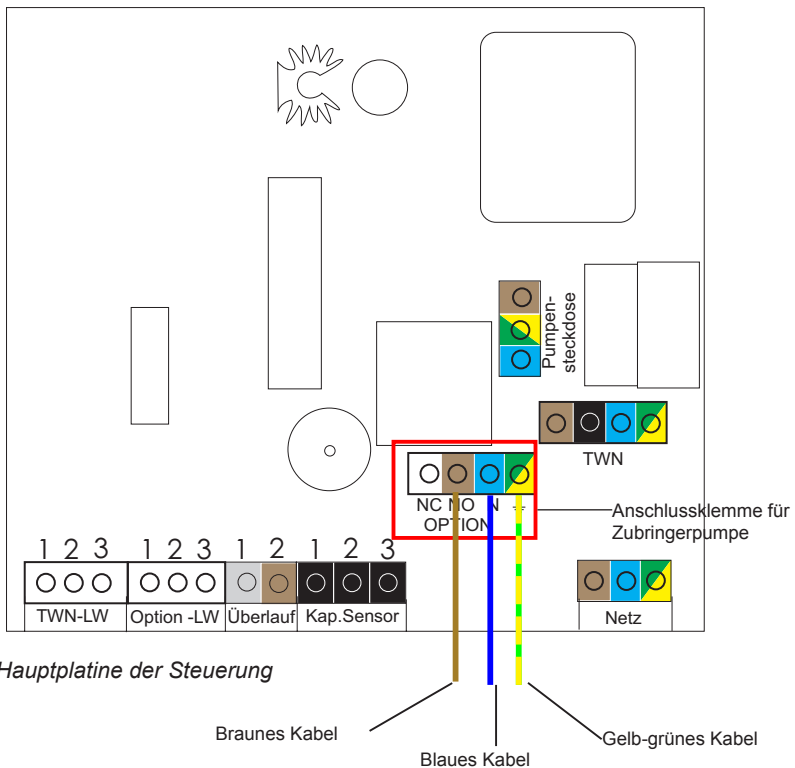 Pumpen-
steckdose
TWN
NC NO N
OPTION
Anschlussklemme für
Zubringerpumpe
1 2 3 1 2 3 1 2 1 2 3
TWN-LW Option -LW Überlauf Kap.Sensor
Netz
Hauptplatine der Steuerung
Braunes Kabel
Gelb-grünes Kabel
Blaues Kabel